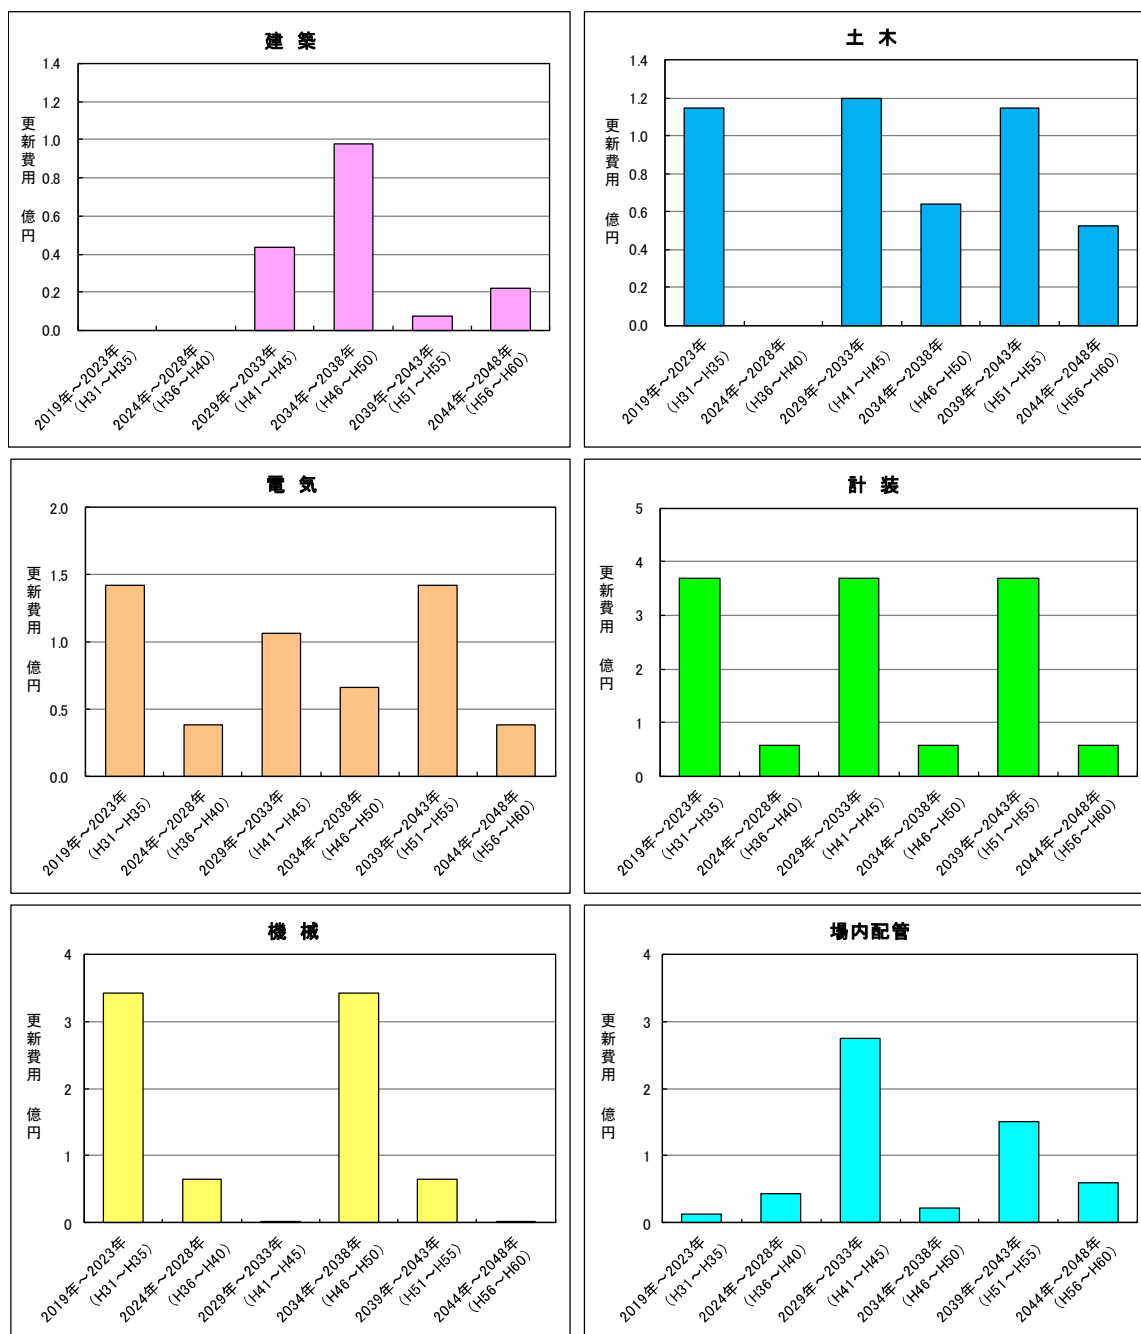 建 築
更新費用 億円
1.4
1.2
1.0
0.8
0.6
0.4
0.2
0.0
2019年～2023年
(H31～H35)
2024年～2028年
(H36～H40)
2029年～2033年
(H41～H45)
2034年～2038年
(H46～H50)
2039年～2043年
(H51～H55)
2044年～2048年
(H56～H60)
土 木
更新費用 億円
1.4
1.2
1.0
0.8
0.6
0.4
0.2
0.0
2019年～2023年
(H31～H35)
2024年～2028年
(H36～H40)
2029年～2033年
(H41～H45)
2034年～2038年
(H46～H50)
2039年～2043年
(H51～H55)
2044年～2048年
(H56～H60)
電 気
更新費用 億円
2.0
1.5
1.0
0.5
0.0
2019年～2023年
(H31～H35)
2024年～2028年
(H36～H40)
2029年～2033年
(H41～H45)
2034年～2038年
(H46～H50)
2039年～2043年
(H51～H55)
2044年～2048年
(H56～H60)
計 装
更新費用 億円
5
4
3
2
1
0
2019年～2023年
(H31～H35)
2024年～2028年
(H36～H40)
2029年～2033年
(H41～H45)
2034年～2038年
(H46～H50)
2039年～2043年
(H51～H55)
2044年～2048年
(H56～H60)
機 械
更新費用 億円
4
3
2
1
0
2019年～2023年
(H31～H35)
2024年～2028年
(H36～H40)
2029年～2033年
(H41～H45)
2034年～2038年
(H46～H50)
2039年～2043年
(H51～H55)
2044年～2048年
(H56～H60)
場内配管
更新費用 億円
4
3
2
1
0
2019年～2023年
(H31～H35)
2024年～2028年
(H36～H40)
2029年～2033年
(H41～H45)
2034年～2038年
(H46～H50)
2039年～2043年
(H51～H55)
2044年～2048年
(H56～H60)